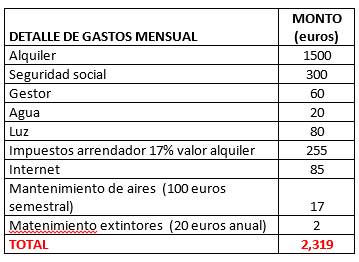 DETALLE DE GASTOS MENSUAL MONTO (euros)
Alquiler 1500
Seguridad social 300
Gestor 60
Agua 20
Luz 80
Impuestos arrendador 17% valor alquiler 255
Internet 85
Mantenimiento de aires (100 euros
semestral) 17
Matenimiento extintores (20 euros anual) 2
TOTAL 2,319